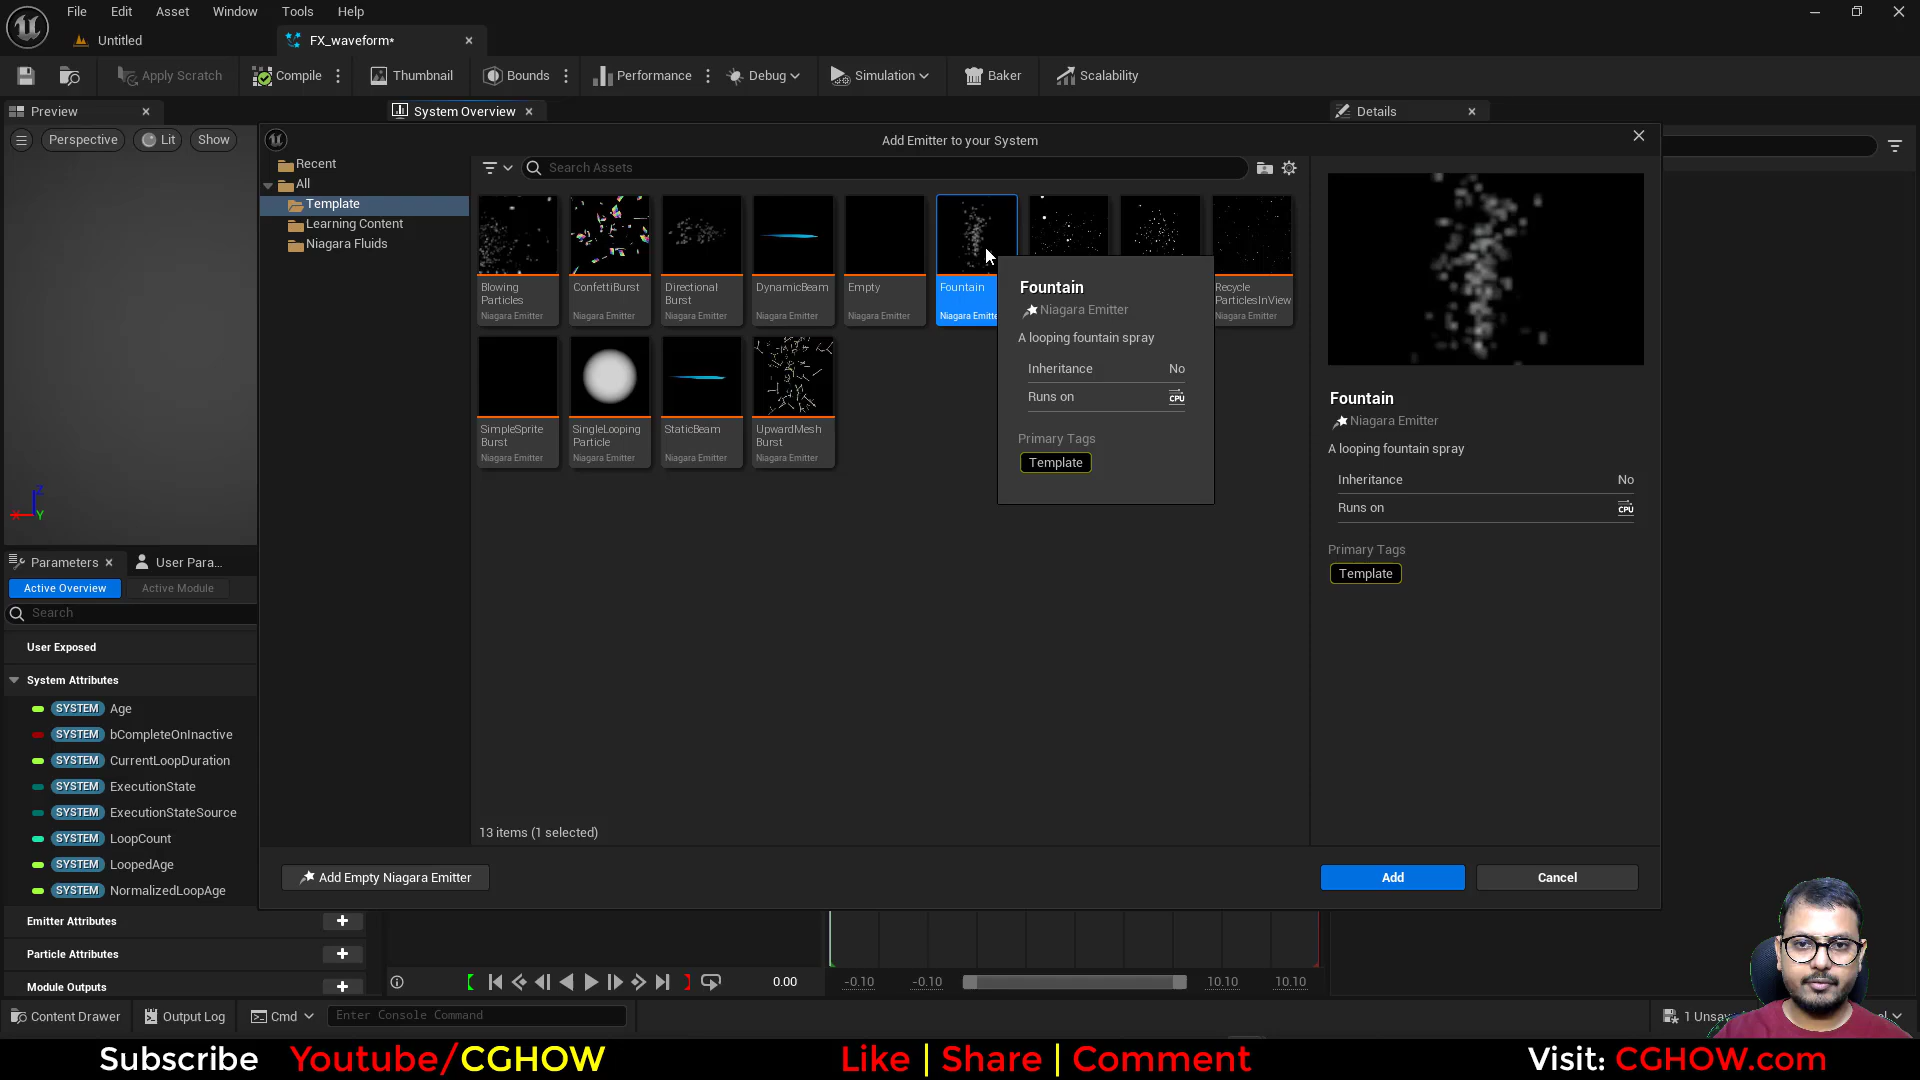 File Edit Asset Window Tools Help
Untitled FX_waveform*
Apply Scratch Compile Thumbnail Bounds Performance Debug Simulation Baker Scalability
Preview System Overview Details
Perspective Lit Show
Add Emitter to your System
Recent
All
Template
Learning Content
Niagara Fluids
Search Assets
Blowing
Particles
Niagara Emitter
ConfettiBurst
Niagara Emitter
Directional
Burst
Niagara Emitter
DynamicBeam
Niagara Emitter
Empty
Niagara Emitter
Fountain
Niagara Emitte
Recycle
ParticlesInView
Niagara Emitter
SimpleSprite
Burst
Niagara Emitter
SingleLooping
Particle
Niagara Emitter
StaticBeam
Niagara Emitter
UpwardMesh
Burst
Niagara Emitter
Fountain
Niagara Emitter
A looping fountain spray
Inheritance No
Runs on CPU
Primary Tags
Template
Fountain
Niagara Emitter
A looping fountain spray
Inheritance No
Runs on CPU
Primary Tags
Template
13 items (1 selected)
Add Empty Niagara Emitter Add Cancel
Z
X Y
Parameters User Para...
Active Overview Active Module
Search
User Exposed
System Attributes
SYSTEM Age
SYSTEM bCompleteOnInactive
SYSTEM CurrentLoopDuration
SYSTEM ExecutionState
SYSTEM ExecutionStateSource
SYSTEM LoopCount
SYSTEM LoopedAge
SYSTEM NormalizedLoopAge
Emitter Attributes
Particle Attributes
Module Outputs
0.00 -0.10 -0.10 10.10 10.10
Content Drawer Output Log Cmd Enter Console Command 1 Unsav
Subscribe Youtube/CGHOW Like | Share | Comment Visit: CGHOW.com